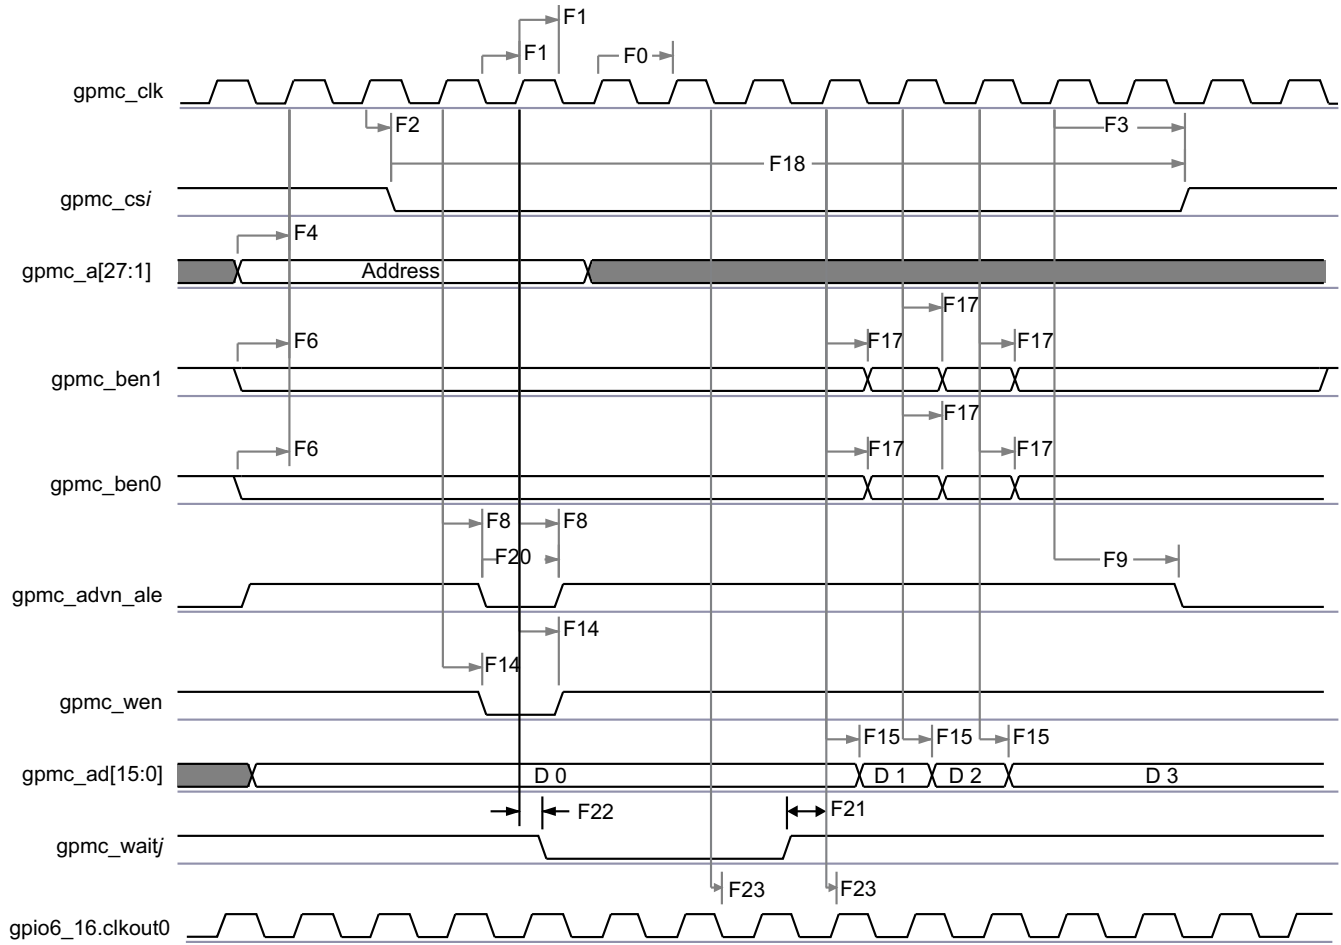 F1
F1
F0
gpmc_clk
F2
F3
F18
gpmc_csi
F4
gpmc_a[27:1]
Address
F17
F6
F17
F17
gpmc_ben1
F17
F6
F17
F17
gpmc_ben0
F8
F8
F20
F9
gpmc_advn_ale
F14
F14
gpmc_wen
F15
F15
F15
gpmc_ad[15:0]
D 0
D 1
D 2
D 3
F22
F21
gpmc_waitj
F23
F23
gpio6_16.clkout0